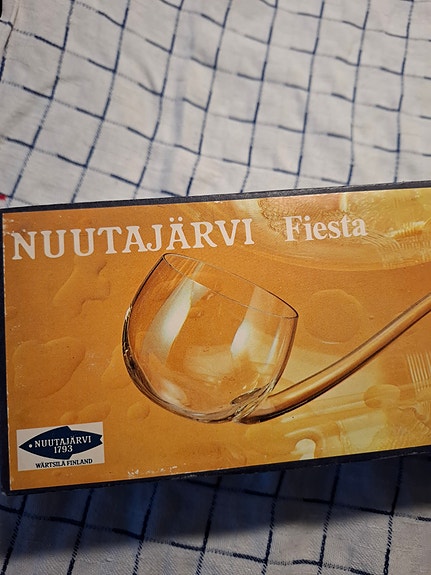 NUUTAJÄRVI Fiesta
NUUTAJÄRVI
1793
WÄRTSILÄ FINLAND